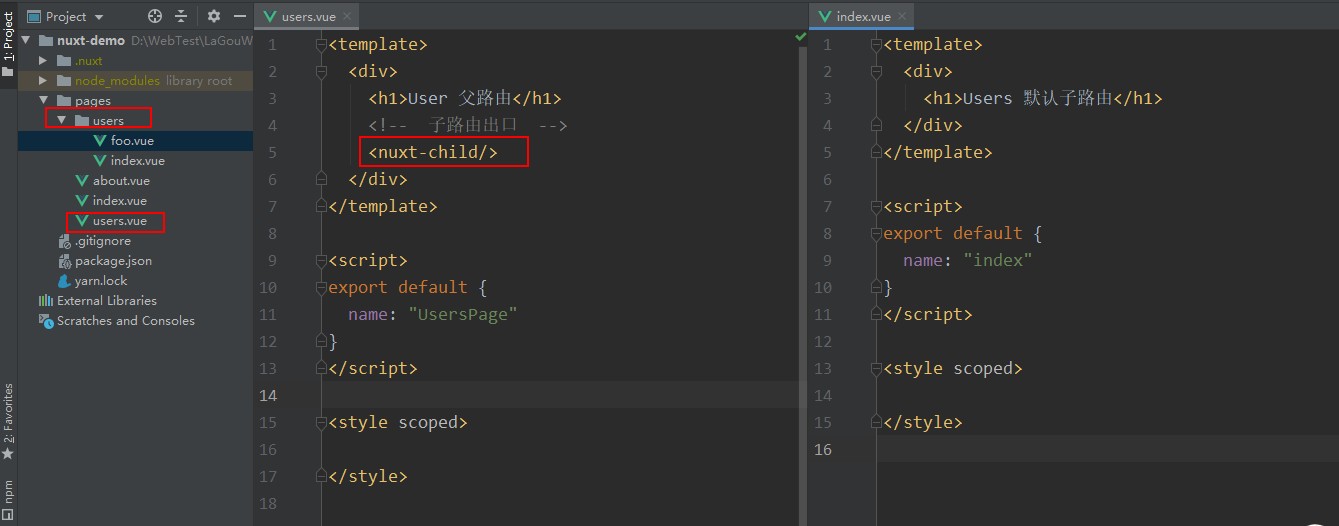 1: Project
2: Favorites
npm
Project
nuxt-demo D:\WebTest\LaGouW
.nuxt
node_modules library root
pages
users
foo.vue
index.vue
about.vue
index.vue
users.vue
.gitignore
package.json
yarn.lock
External Libraries
Scratches and Consoles
users.vue
1 <template>
2 <div>
3 <h1>User 父路由</h1>
4 <!-- 子路由出口 -->
5 <nuxt-child/>
6 </div>
7 </template>
8
9 <script>
10 export default {
11 name: "UsersPage"
12 }
13 </script>
14
15 <style scoped>
16
17 </style>
18
index.vue
1 <template>
2 <div>
3 <h1>Users 默认子路由</h1>
4 </div>
5 </template>
6
7 <script>
8 export default {
9 name: "index"
10 }
11 </script>
12
13 <style scoped>
14
15 </style>
16